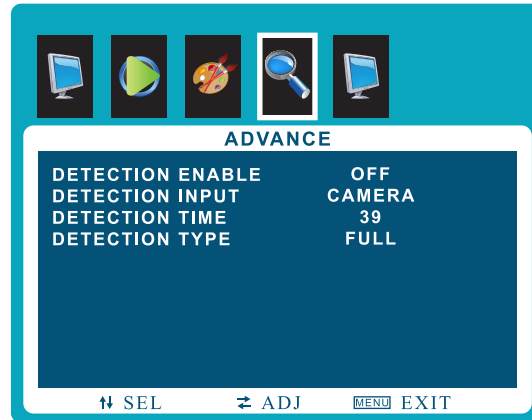 ADVANCE
DETECTION ENABLE OFF
DETECTION INPUT CAMERA
DETECTION TIME 39
DETECTION TYPE FULL
SEL ADJ MENU EXIT